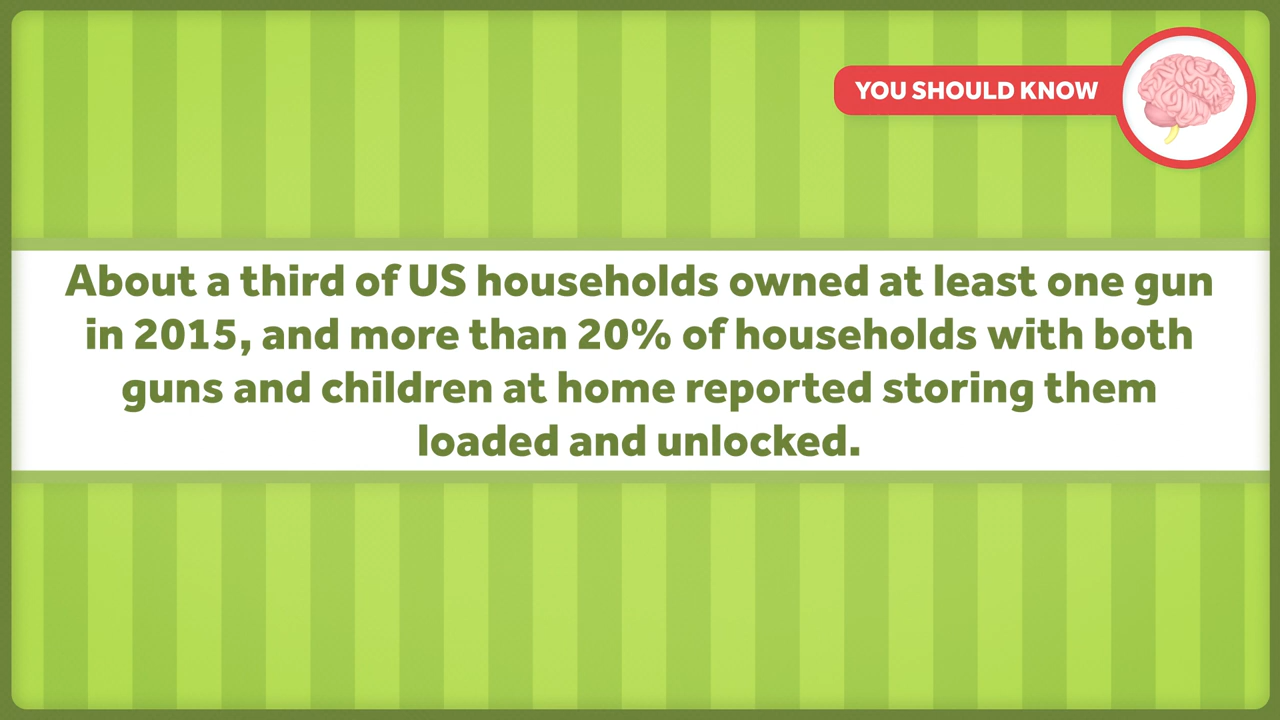 YOU SHOULD KNOW
About a third of US households owned at least one gun
in 2015, and more than 20% of households with both
guns and children at home reported storing them
loaded and unlocked.